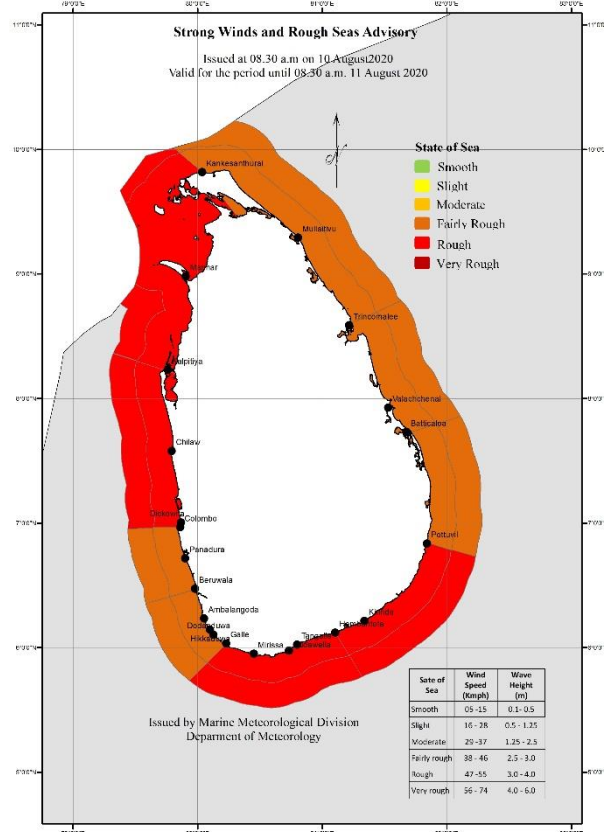 Strong Winds and Rough Seas Advisory
Issued at 08.30 a.m on 10 August2020
Valid for the period until 08.30 a.m. 11 August 2020
N
State of Sea
Smooth
Slight
Moderate
Fairly Rough
Rough
Very Rough
Kankesanthurai
Mullaitivu
Mannar
Trincomalee
Kalpitiya
Valachchenai
Batticaloa
Chilaw
Colombo
Panadura
Pottuvil
Beruwala
Ambalangoda
Dodanduwa
Hikkaduwa
Galle
Mirissa
Tangalle
Hambantota
Kirinda
Issued by Marine Meteorological Division
Deparment of Meteorology
Sate of Sea Wind Speed (Kmph) Wave Height (m)
Smooth 05 -15 0.1- 0.5
Slight 16 - 28 0.5 - 1.25
Moderate 29 -37 1.25 - 2.5
Fairly rough 38 - 46 2.5 - 3.0
Rough 47 -55 3.0 - 4.0
Very rough 56 - 74 4.0 - 6.0